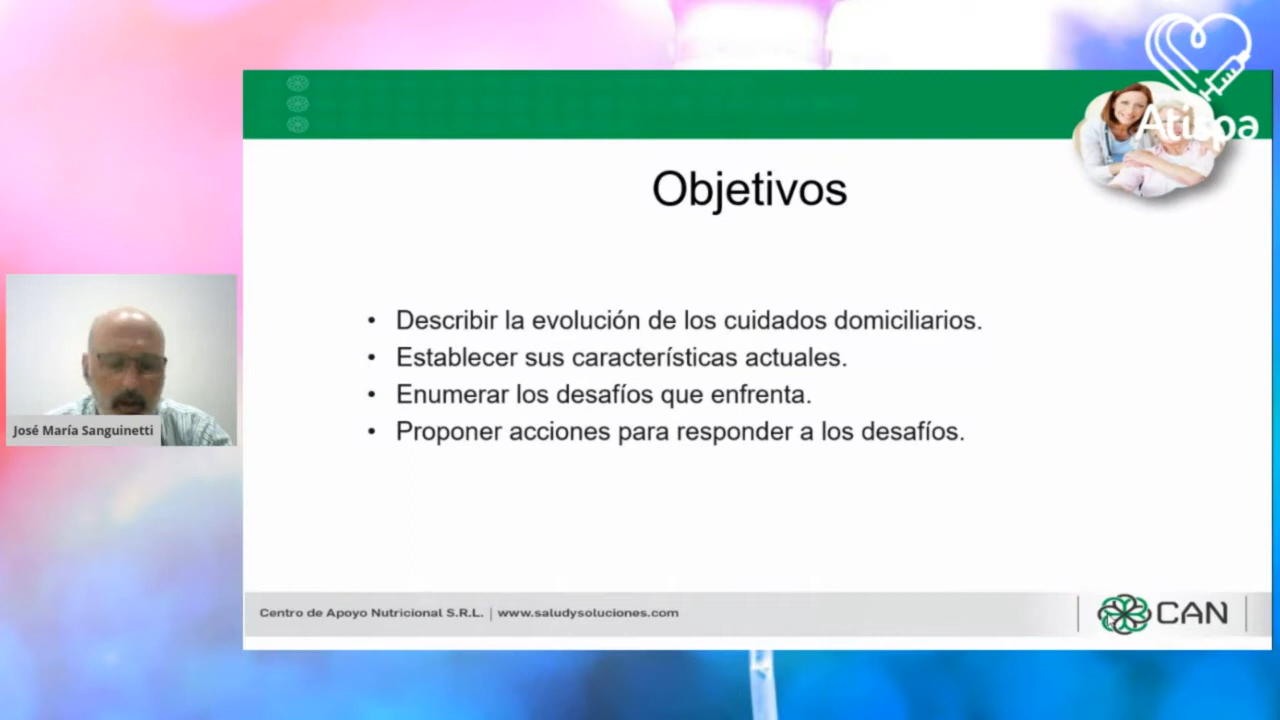 Atispa
Objetivos
• Describir la evolución de los cuidados domiciliarios.
• Establecer sus características actuales.
• Enumerar los desafíos que enfrenta.
• Proponer acciones para responder a los desafíos.
José María Sanguinetti
Centro de Apoyo Nutricional S.R.L. | www.saludysoluciones.com
CAN